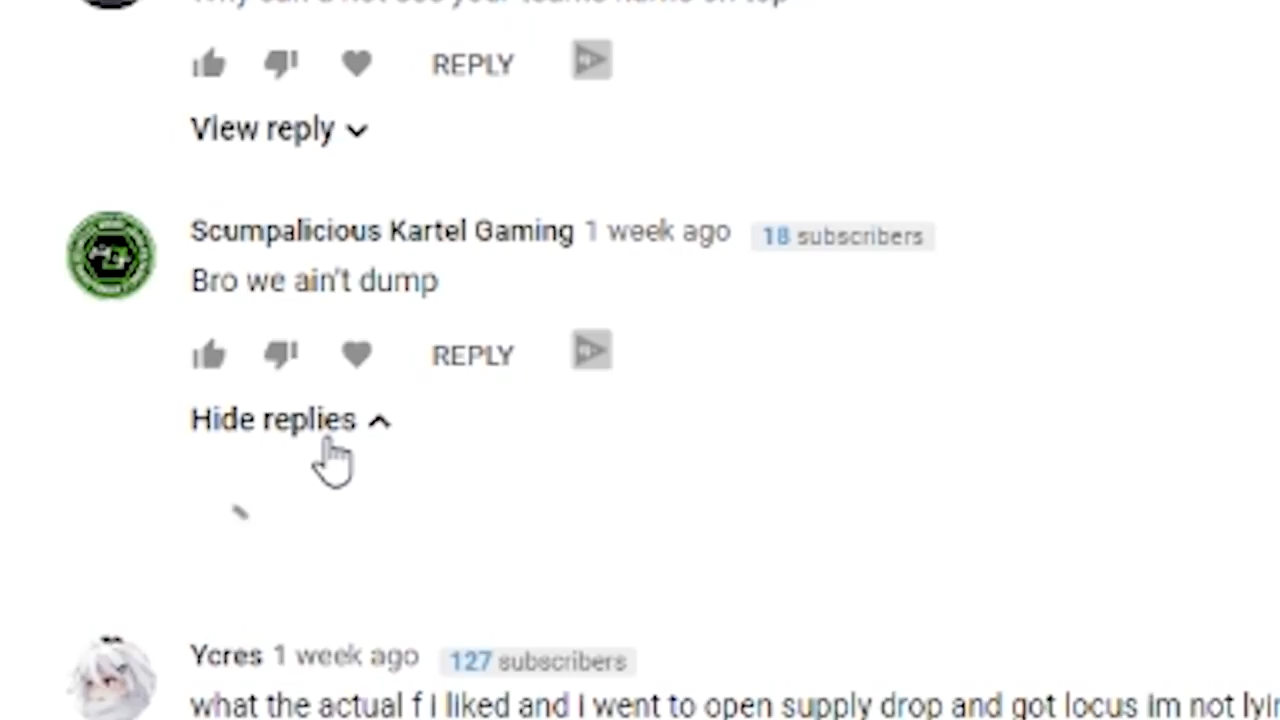 REPLY
View reply
Scumpalicious Kartel Gaming 1 week ago 18 subscribers
Bro we ain't dump
REPLY
Hide replies
Ycres 1 week ago 127 subscribers
what the actual f i liked and i went to open supply drop and got locus im not